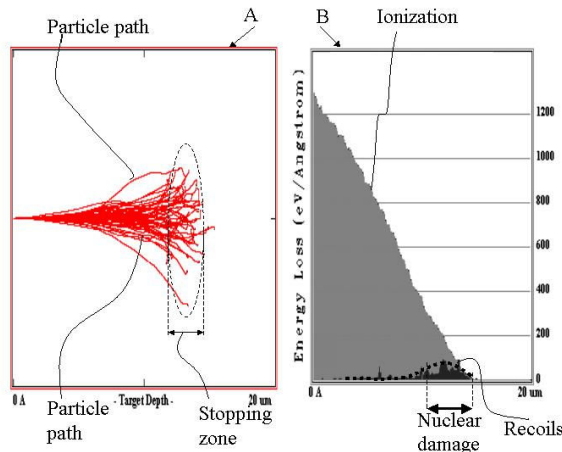 Particle path
A
Particle path
Stopping zone
0 A
- Target Depth -
20 um
B
Ionization
Energy Loss (eV/Angstrom)
1200
1000
800
600
400
200
0
0 A
20 um
Nuclear damage
Recoils